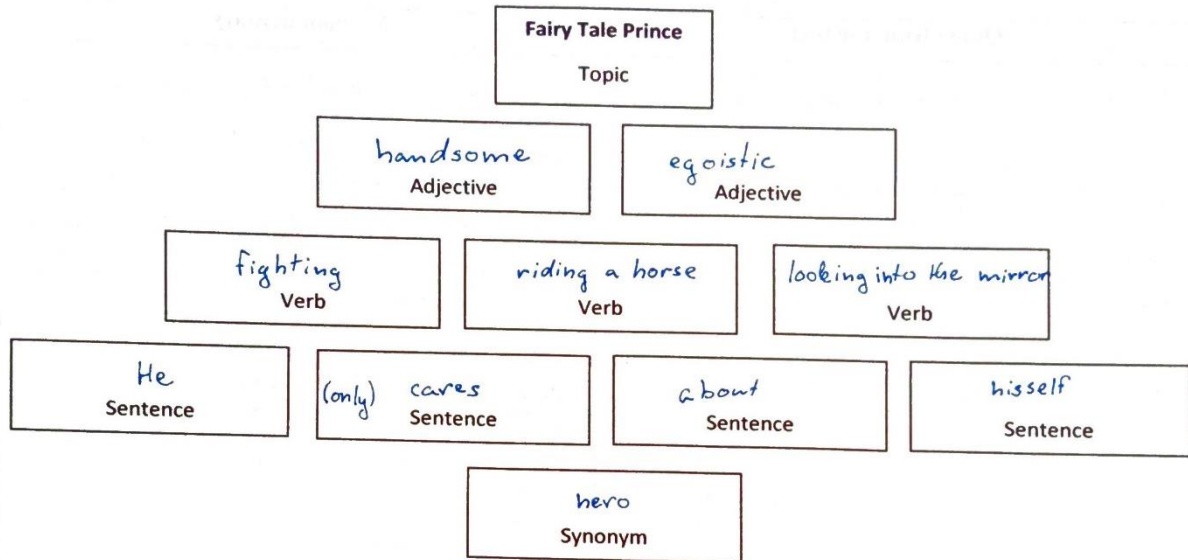 Fairy Tale Prince
Topic
handsome egoistic
Adjective Adjective
fighting riding a horse looking into the mirror
Verb Verb Verb
He (only) cares about hisself
Sentence Sentence Sentence Sentence
hero
Synonym